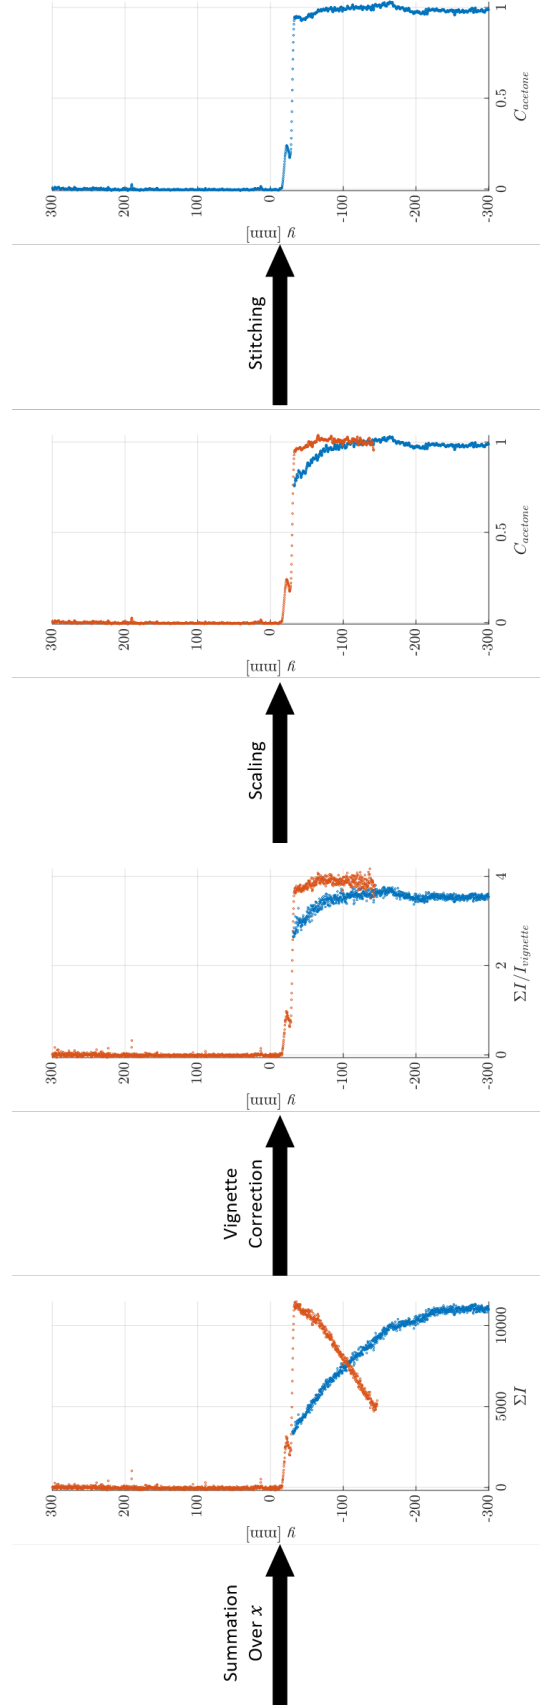 Summation
Over x
300
200
100
0
-100
-200
-300
y [mm]
0
5000
10000
ΣI
Vignette
Correction
300
200
100
0
-100
-200
-300
y [mm]
0
2
4
ΣI/I_vignette
Scaling
300
200
100
0
-100
-200
-300
y [mm]
0
0.5
1
C_acetone
Stitching
300
200
100
0
-100
-200
-300
y [mm]
0
0.5
1
C_acetone